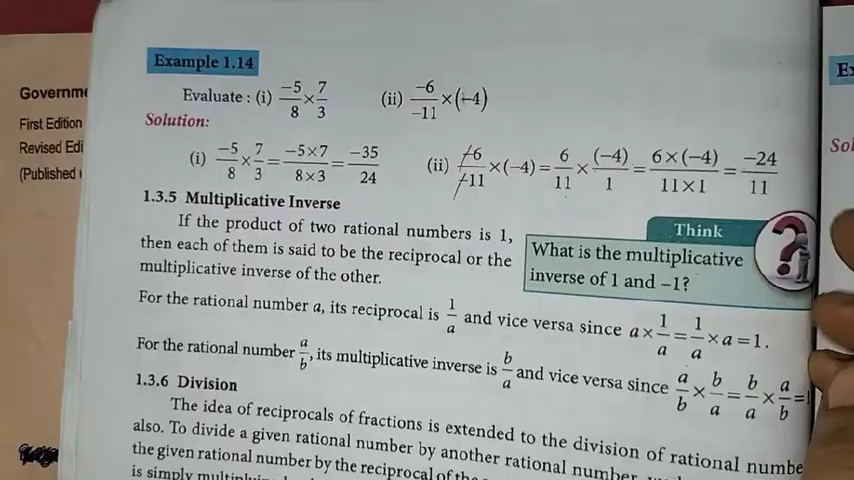 Governme
First Edition
Revised Edi
(Published
Example 1.14
Evaluate : (i) -5/8 × 7/3 (ii) -6/-11 × (-4)
Solution:
(i) -5/8 × 7/3 = -5×7/8×3 = -35/24 (ii) -6/-11 × (-4) = 6/11 × (-4)/1 = 6×(-4)/11×1 = -24/11
1.3.5 Multiplicative Inverse
If the product of two rational numbers is 1,
then each of them is said to be the reciprocal or the
multiplicative inverse of the other.
Think
What is the multiplicative
inverse of 1 and -1?
For the rational number a, its reciprocal is 1/a and vice versa since a × 1/a = 1/a × a = 1.
For the rational number a/b, its multiplicative inverse is b/a and vice versa since a/b × b/a = b/a × a/b = 1
1.3.6 Division
The idea of reciprocals of fractions is extended to the division of rational numbe
also. To divide a given rational number by another rational number,
the given rational number by the reciprocal of the
is simply
Ex
Sol